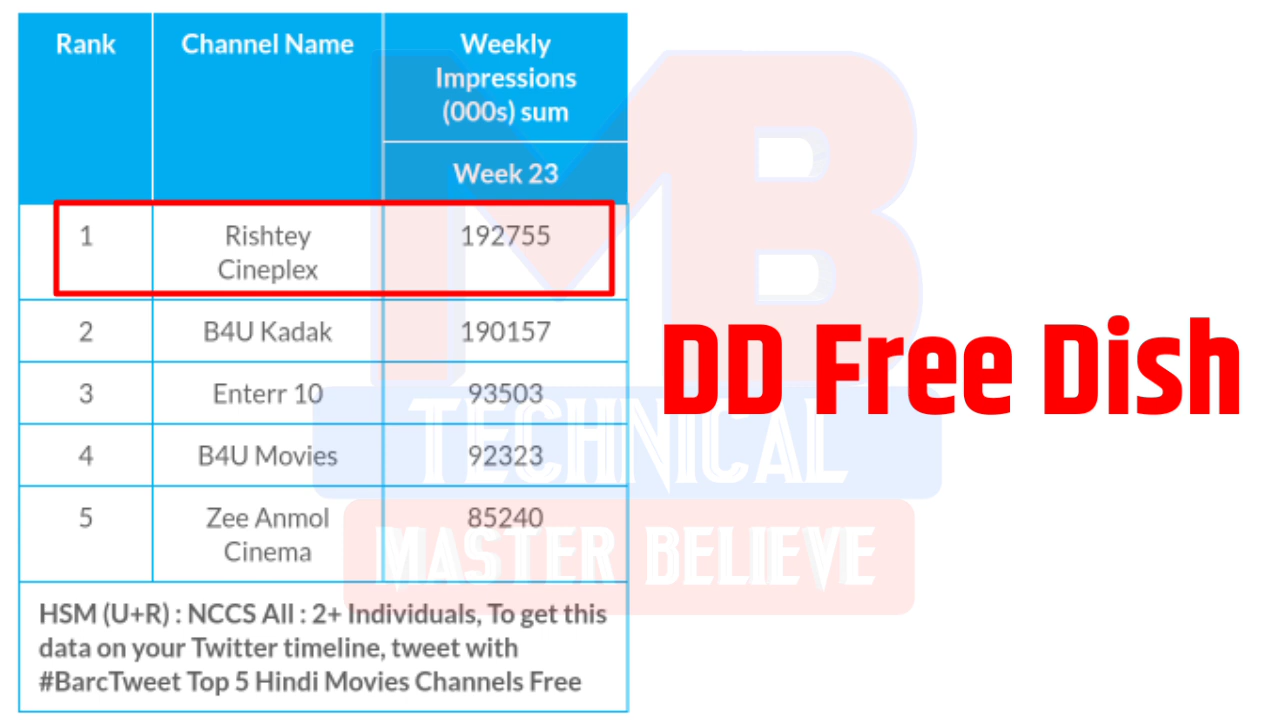 Rank Channel Name Weekly
Impressions
(000s) sum
Week 23
1 Rishtey 192755
Cineplex
2 B4U Kadak 190157
3 Enterr 10 93503
4 B4U Movies 92323
5 Zee Anmol 85240
Cinema
HSM (U+R) : NCCS All : 2+ Individuals, To get this
data on your Twitter timeline, tweet with
#BarcTweet Top 5 Hindi Movies Channels Free
DD Free Dish
MB
TECHNICAL
MASTER BELIEVE